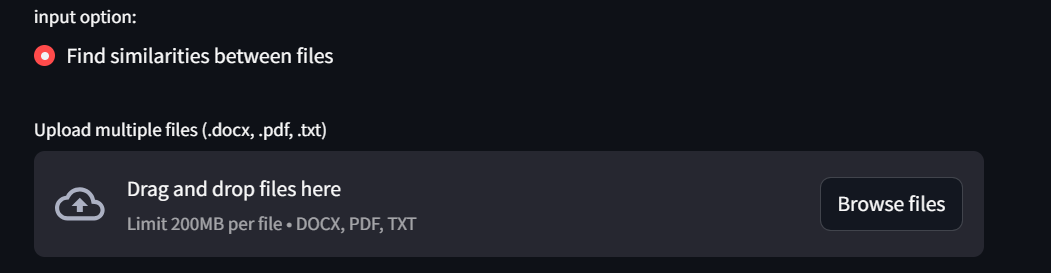 input option:
Find similarities between files
Upload multiple files (.docx, .pdf, .txt)
Drag and drop files here
Limit 200MB per file • DOCX, PDF, TXT
Browse files